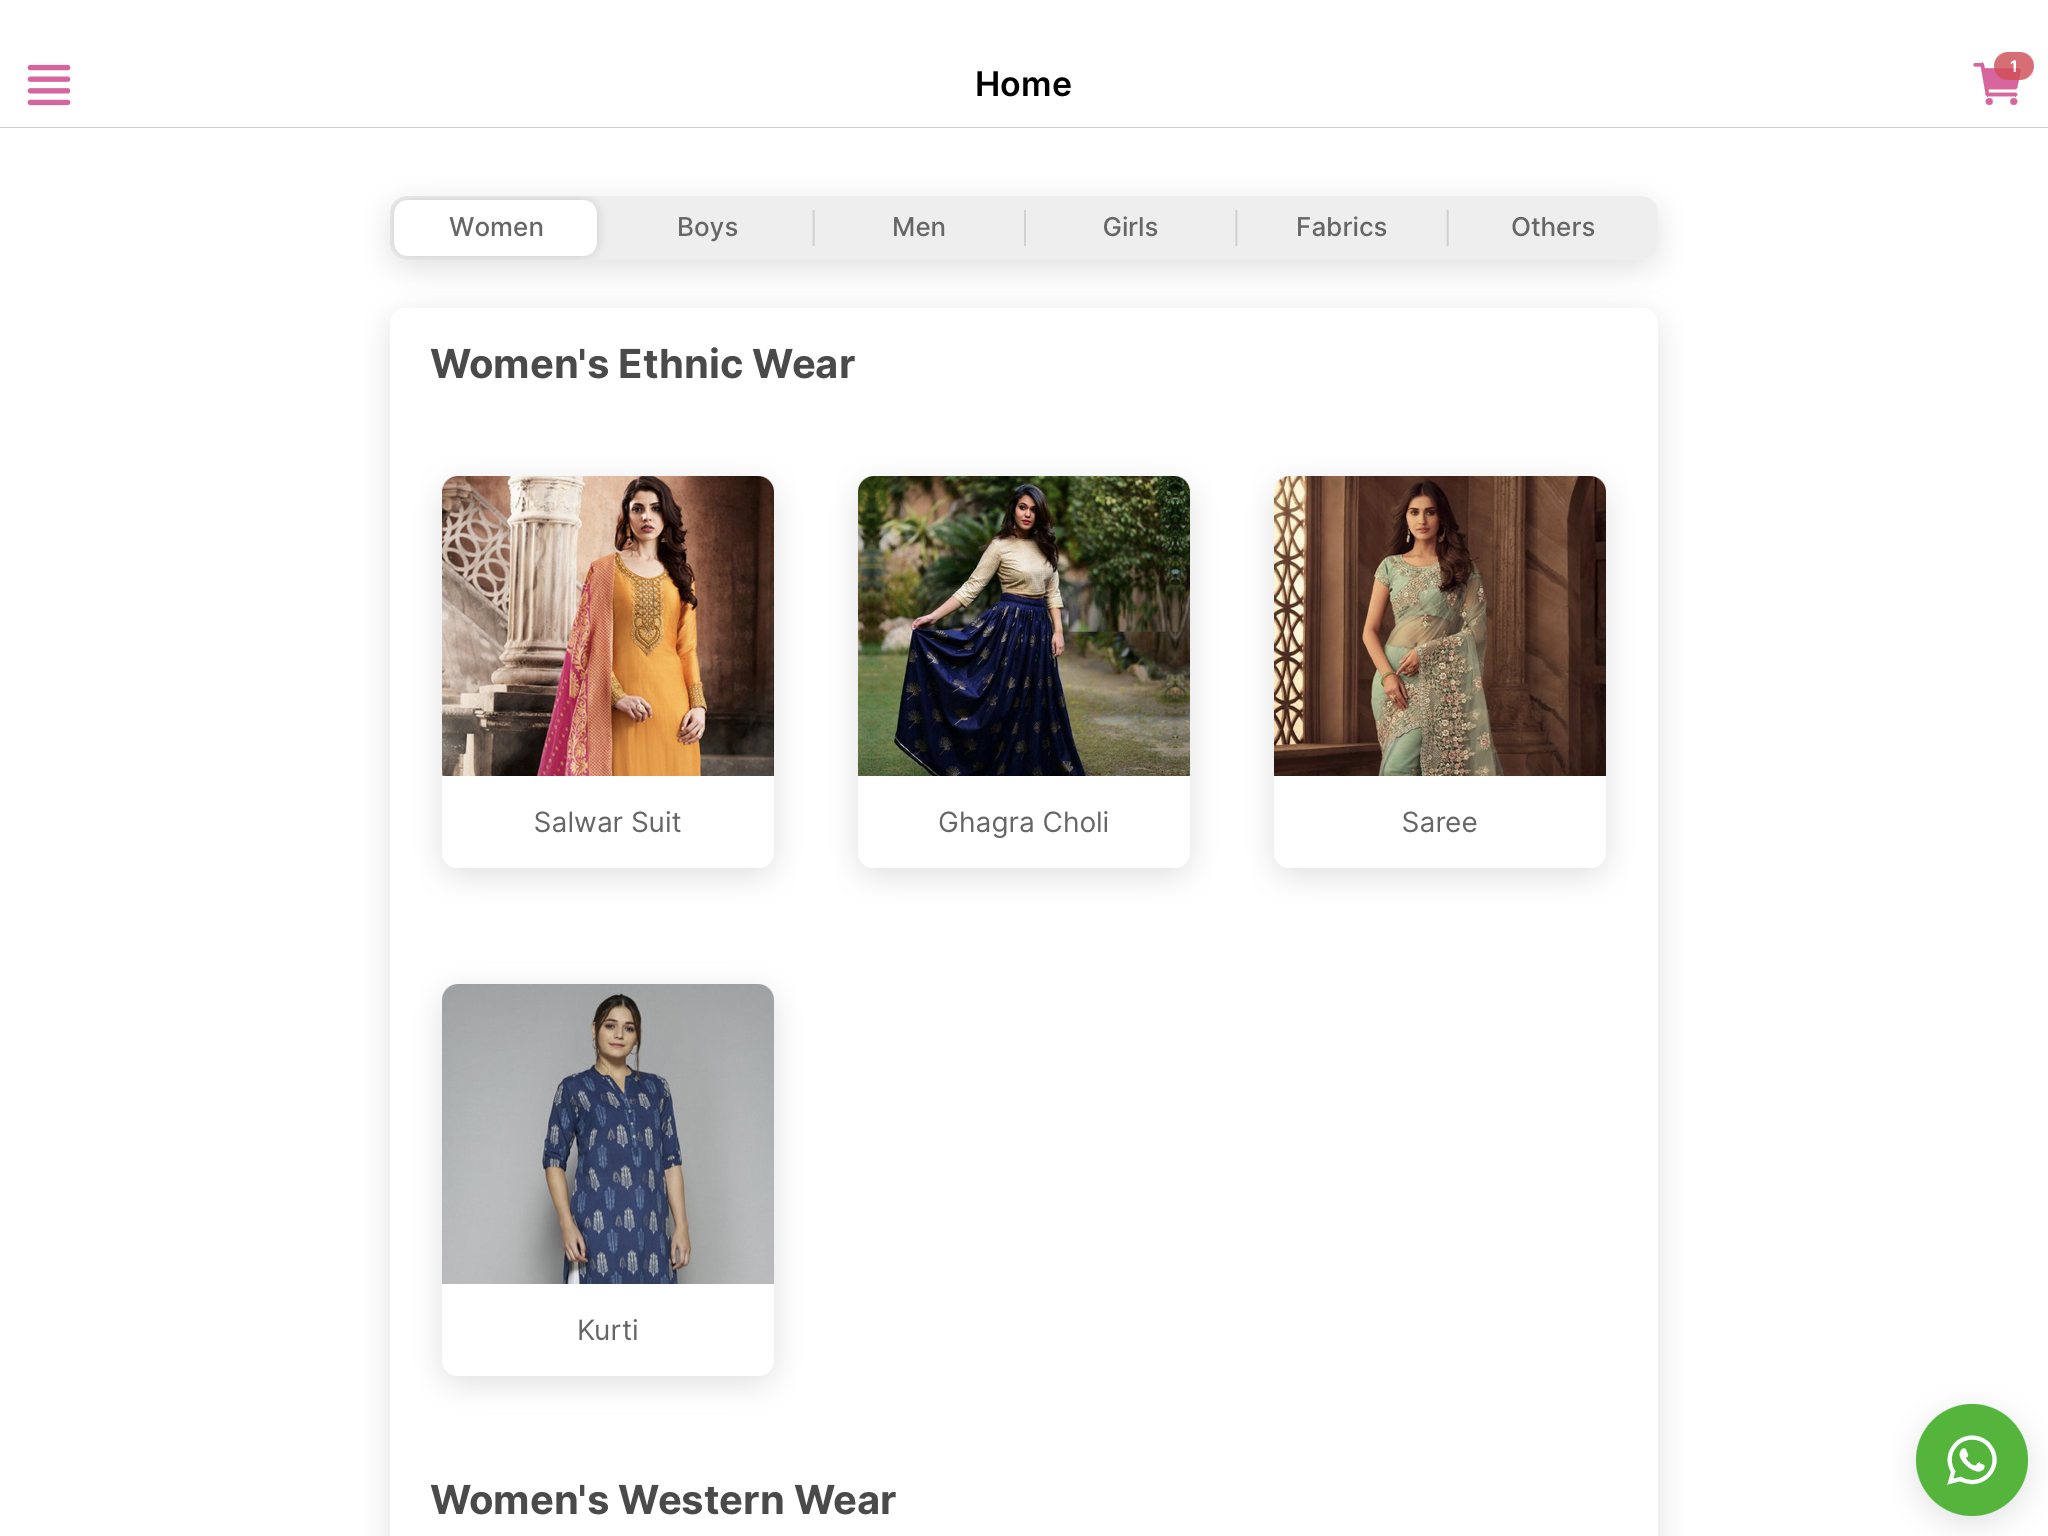 Home
1
Women
Boys
Men
Girls
Fabrics
Others
Women's Ethnic Wear
Salwar Suit
Ghagra Choli
Saree
Kurti
Women's Western Wear